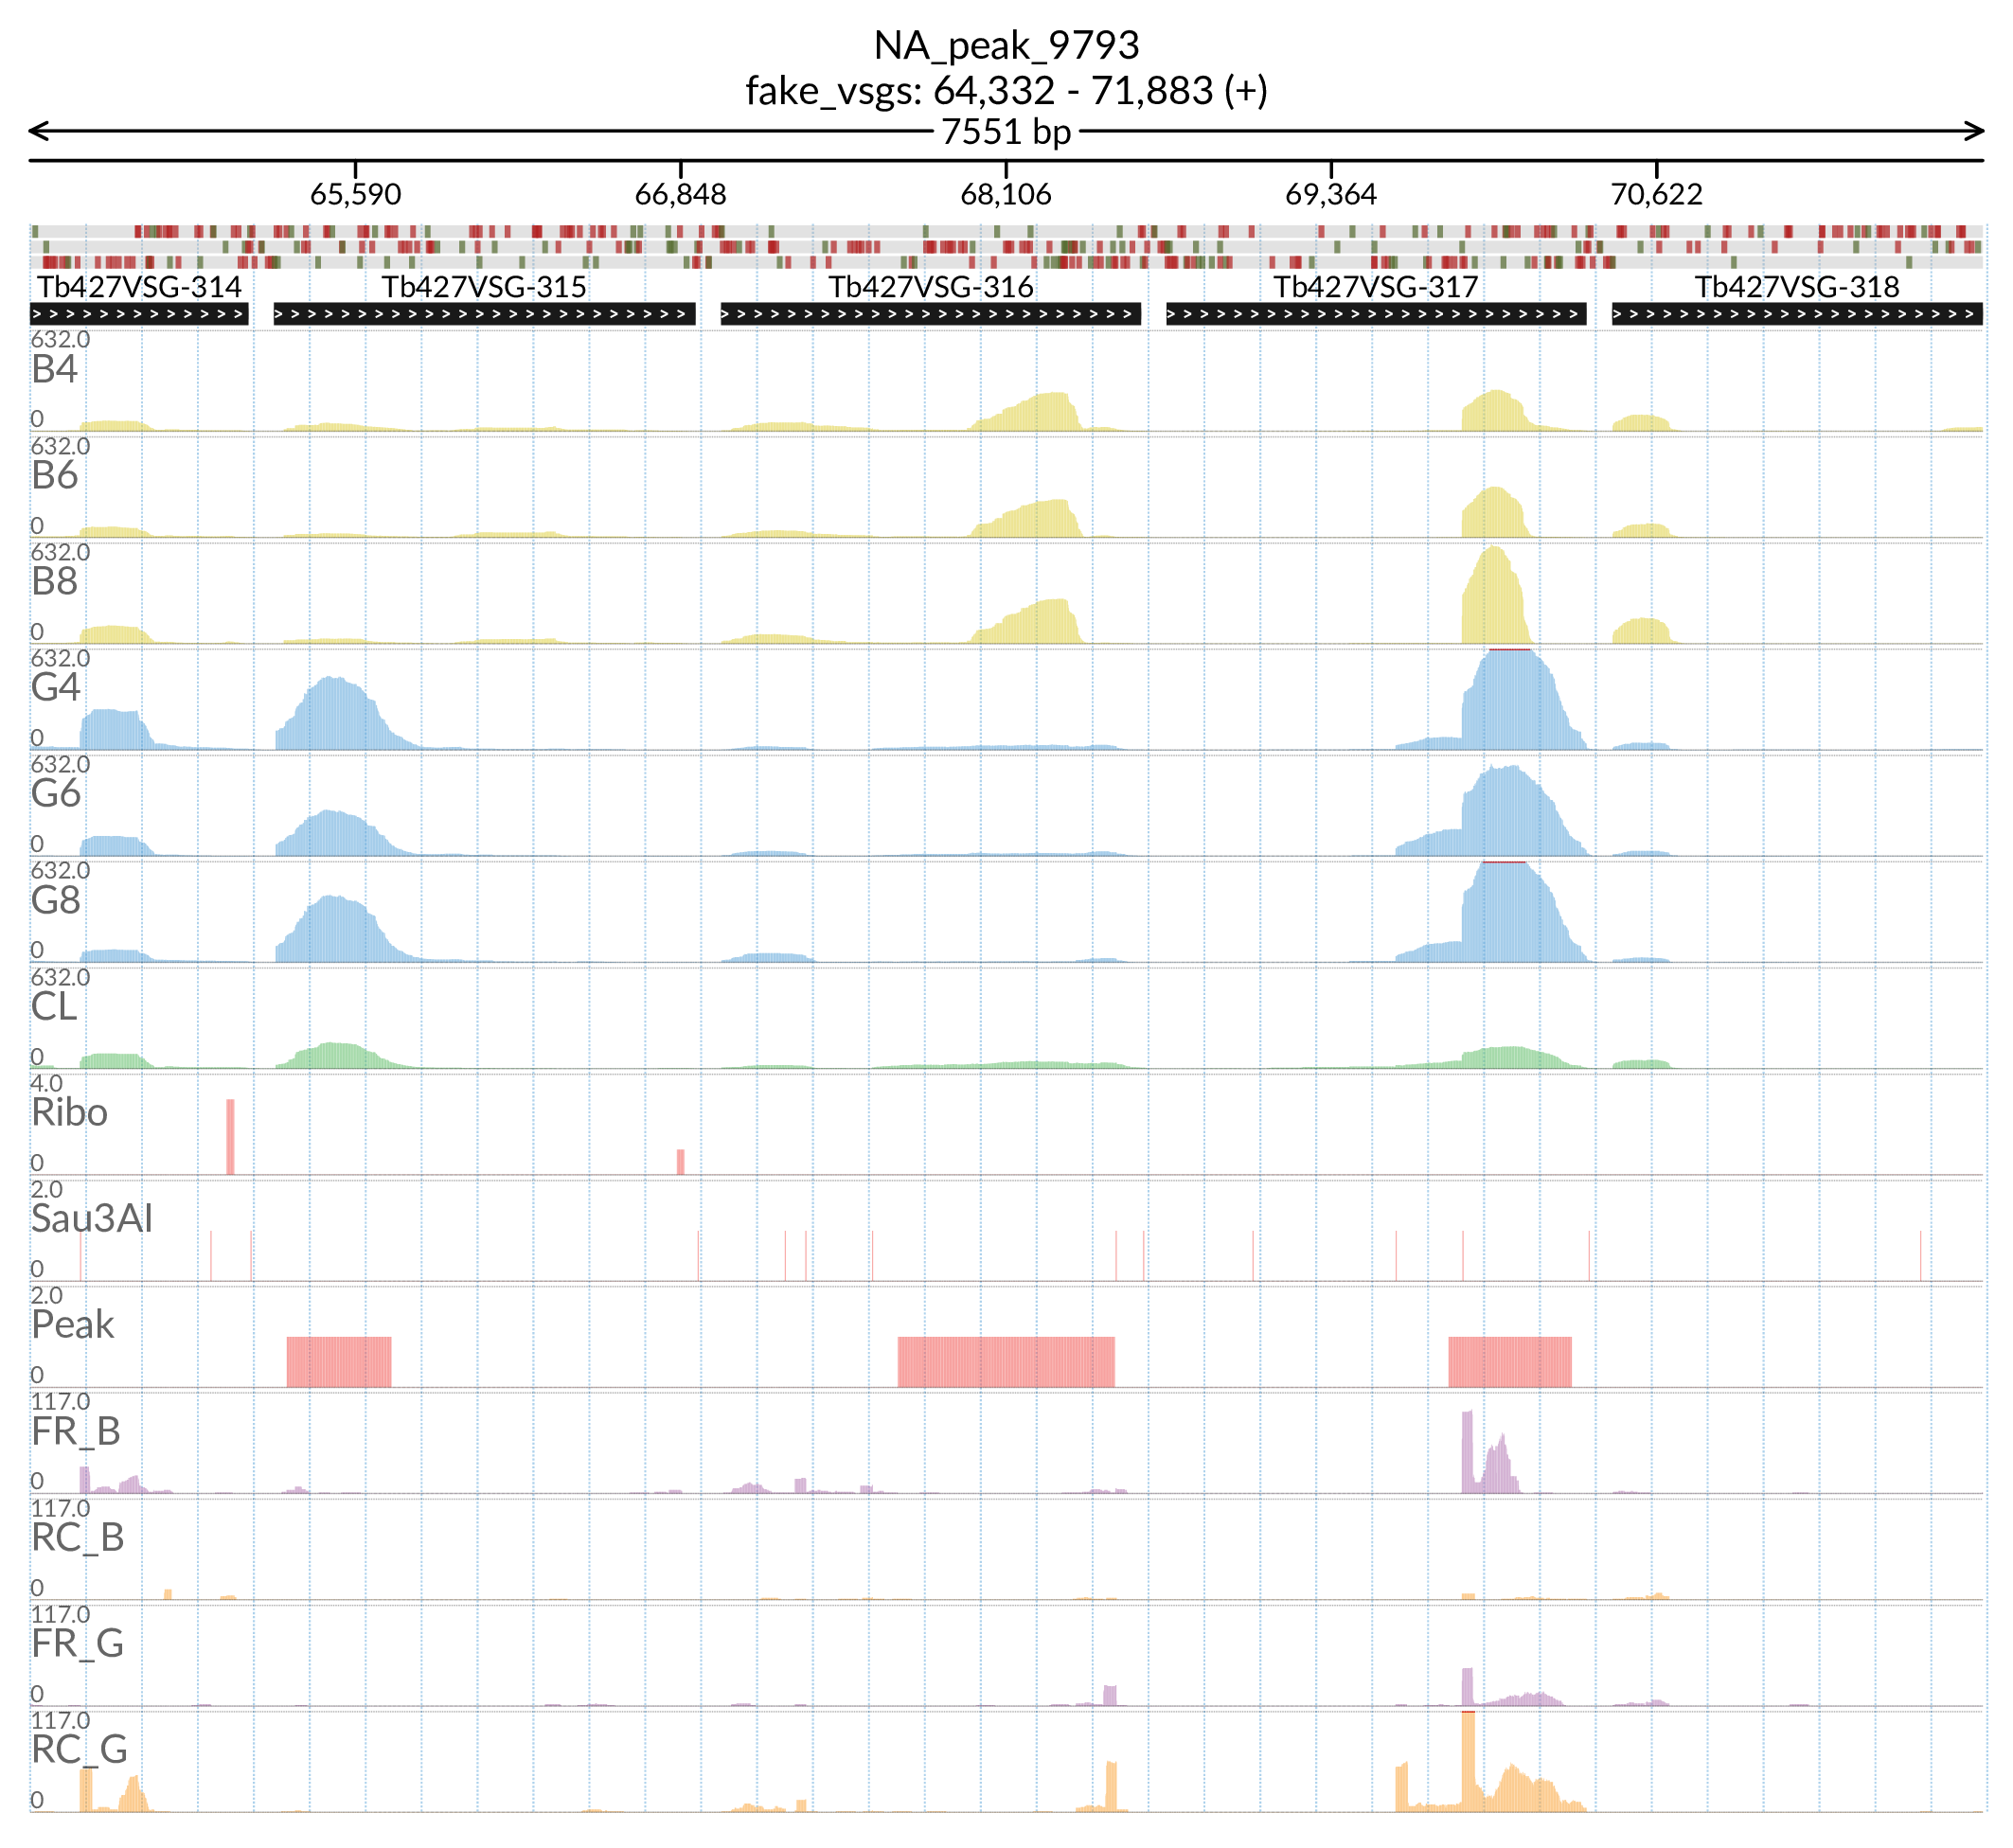 NA_peak_9793
fake_vsgs: 64,332 - 71,883 (+)
7551 bp
65,590 66,848 68,106 69,364 70,622
Tb427VSG-314 Tb427VSG-315 Tb427VSG-316 Tb427VSG-317 Tb427VSG-318
632.0
B4
0
632.0
B6
0
632.0
B8
0
632.0
G4
0
632.0
G6
0
632.0
G8
0
632.0
CL
0
4.0
Ribo
0
2.0
Sau3AI
0
2.0
Peak
0
117.0
FR_B
0
117.0
RC_B
0
117.0
FR_G
0
117.0
RC_G
0